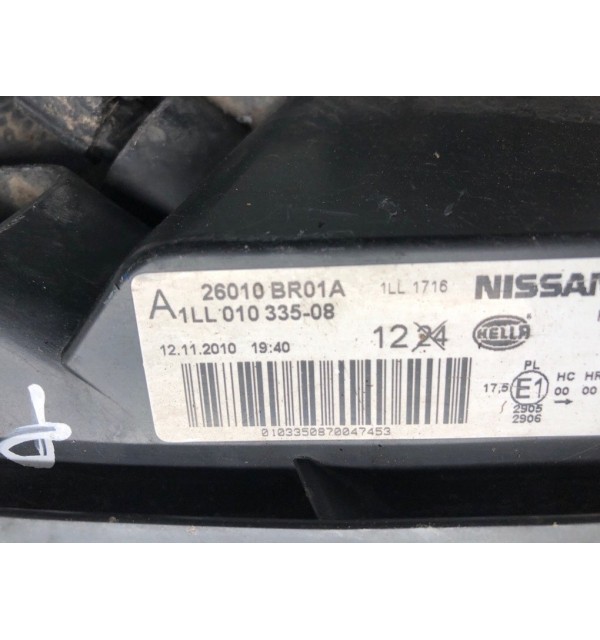 26010 BR01A 1LL 1716 NISSAN
A 1LL 010 335-08
12 24 HELLA
12.11.2010 19:40
PL
17,5 E1 HC HR
00 00
2905 →
2906
0103350870047453